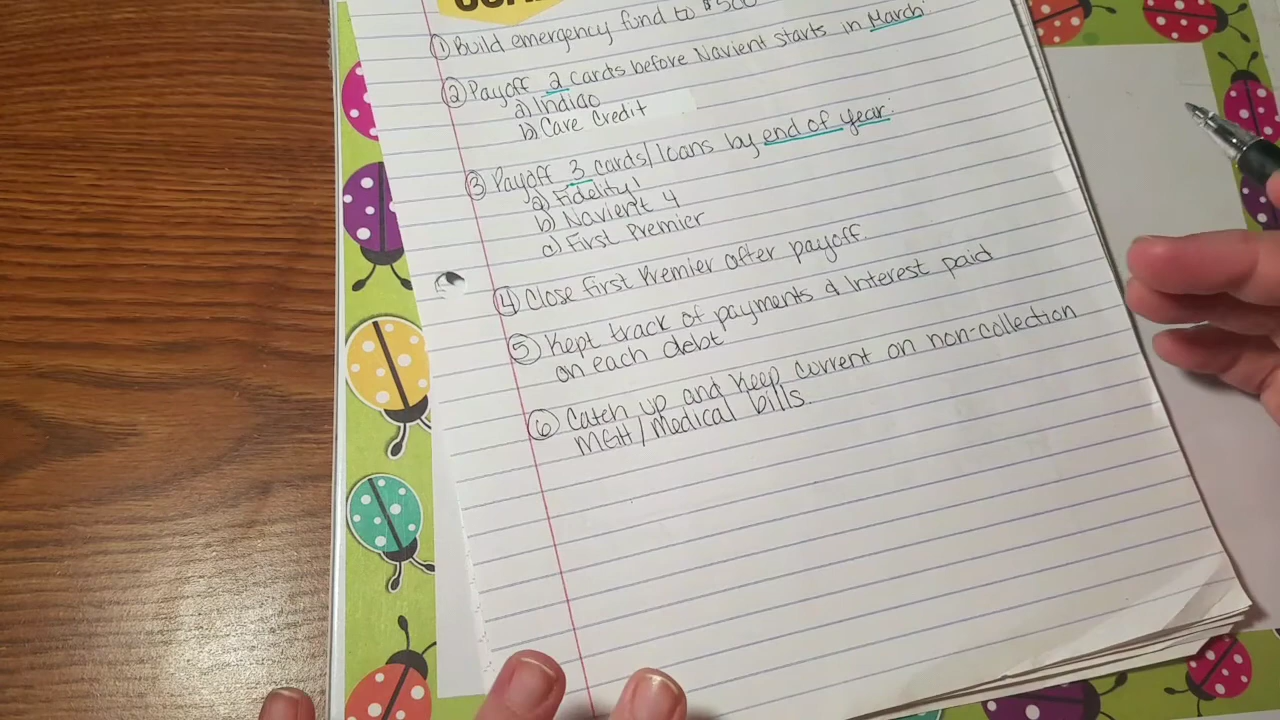 ① Build emergency fund to $500
② Payoff 2 cards before Navient starts in March:
a) Indigo
b) Care Credit
③ Payoff 3 cards/loans by end of year:
a) Fidelity 1
b) Navient 4
c) First Premier
④ Close First Premier after payoff.
⑤ Kept track of payments & Interest paid
on each debt
⑥ Catch up and Keep current on non-collection
MGH/Medical bills.